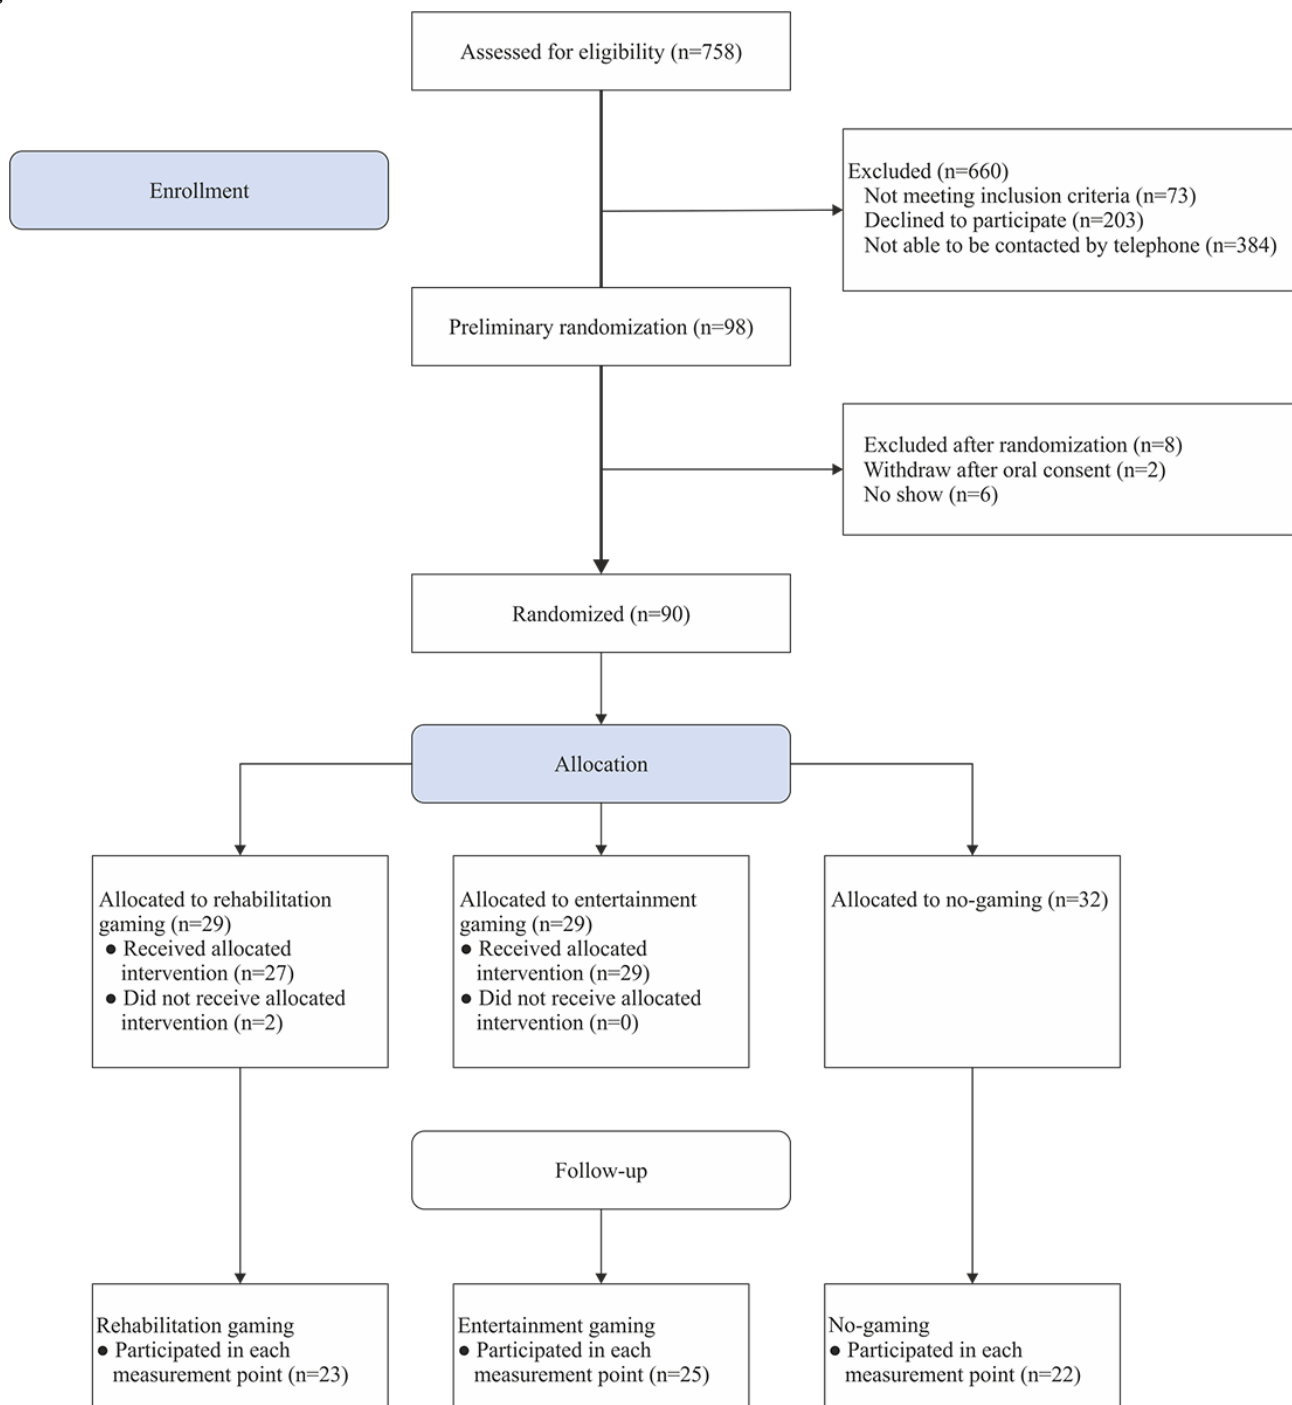 Assessed for eligibility (n=758)
Enrollment
Excluded (n=660)
Not meeting inclusion criteria (n=73)
Declined to participate (n=203)
Not able to be contacted by telephone (n=384)
Preliminary randomization (n=98)
Excluded after randomization (n=8)
Withdraw after oral consent (n=2)
No show (n=6)
Randomized (n=90)
Allocation
Allocated to rehabilitation
gaming (n=29)
● Received allocated
intervention (n=27)
● Did not receive allocated
intervention (n=2)
Allocated to entertainment
gaming (n=29)
● Received allocated
intervention (n=29)
● Did not receive allocated
intervention (n=0)
Allocated to no-gaming (n=32)
Follow-up
Rehabilitation gaming
● Participated in each
measurement point (n=23)
Entertainment gaming
● Participated in each
measurement point (n=25)
No-gaming
● Participated in each
measurement point (n=22)